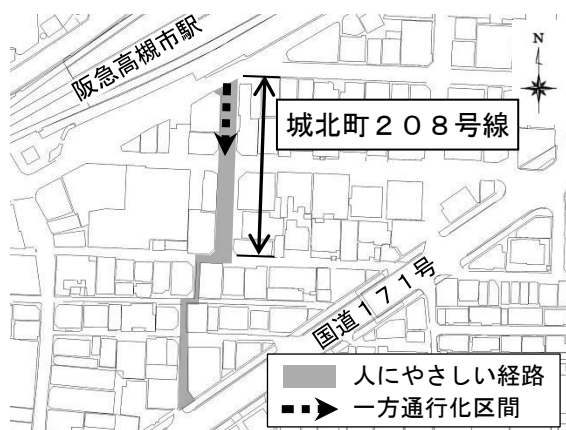 阪急高槻市駅
N
城北町２０８号線
国道１７１号
人にやさしい経路
一方通行化区間